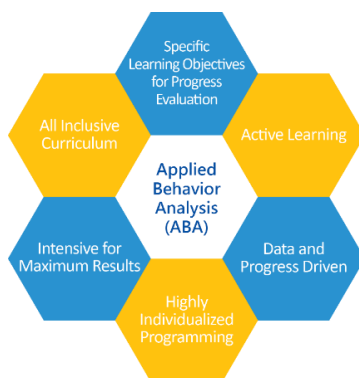 Specific
Learning Objectives
for Progress
Evaluation
All Inclusive
Curriculum
Active Learning
Applied
Behavior
Analysis
(ABA)
Intensive for
Maximum Results
Data and
Progress Driven
Highly
Individualized
Programming